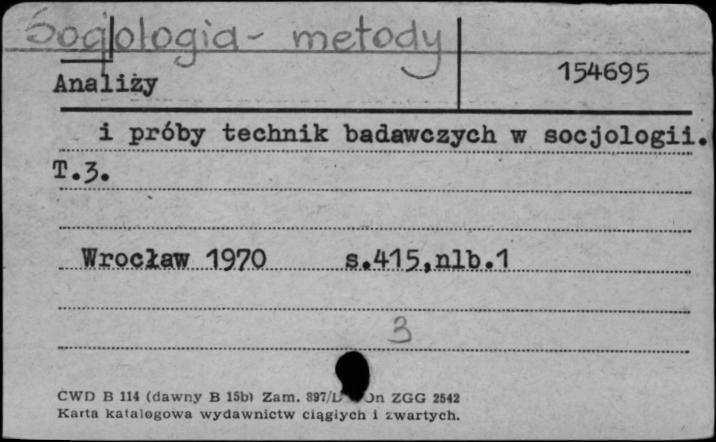 Socjologia - metody
154695
Analiży
i próby technik badawczych w socjologii.
T.3.
Wrocław 1970 s.415,nlb.1
3
CWD B 114 (dawny B 15b) Zam. 897/ ZGG 2542
Karta katalogowa wydawnictw ciągłych i zwartych.